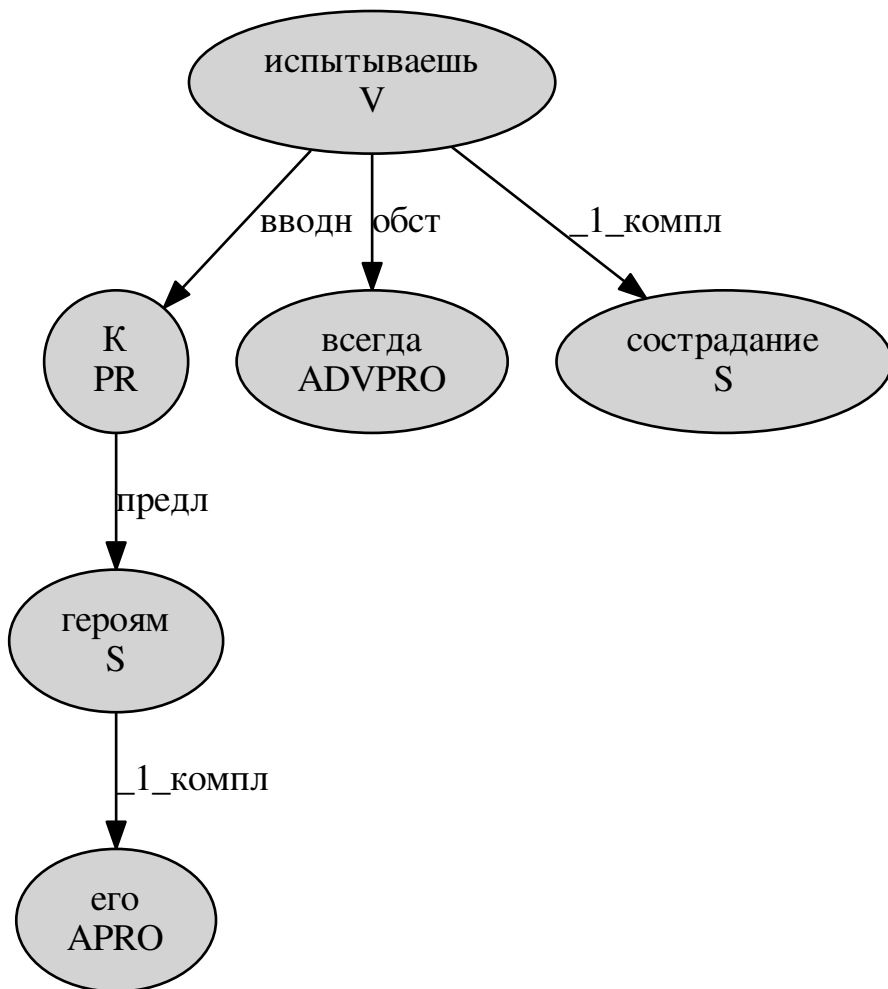 испытываешь
V
вводн
обст
_1_компл
К
PR
всегда
ADVPRO
сострадание
S
предл
героям
S
_1_компл
его
APRO